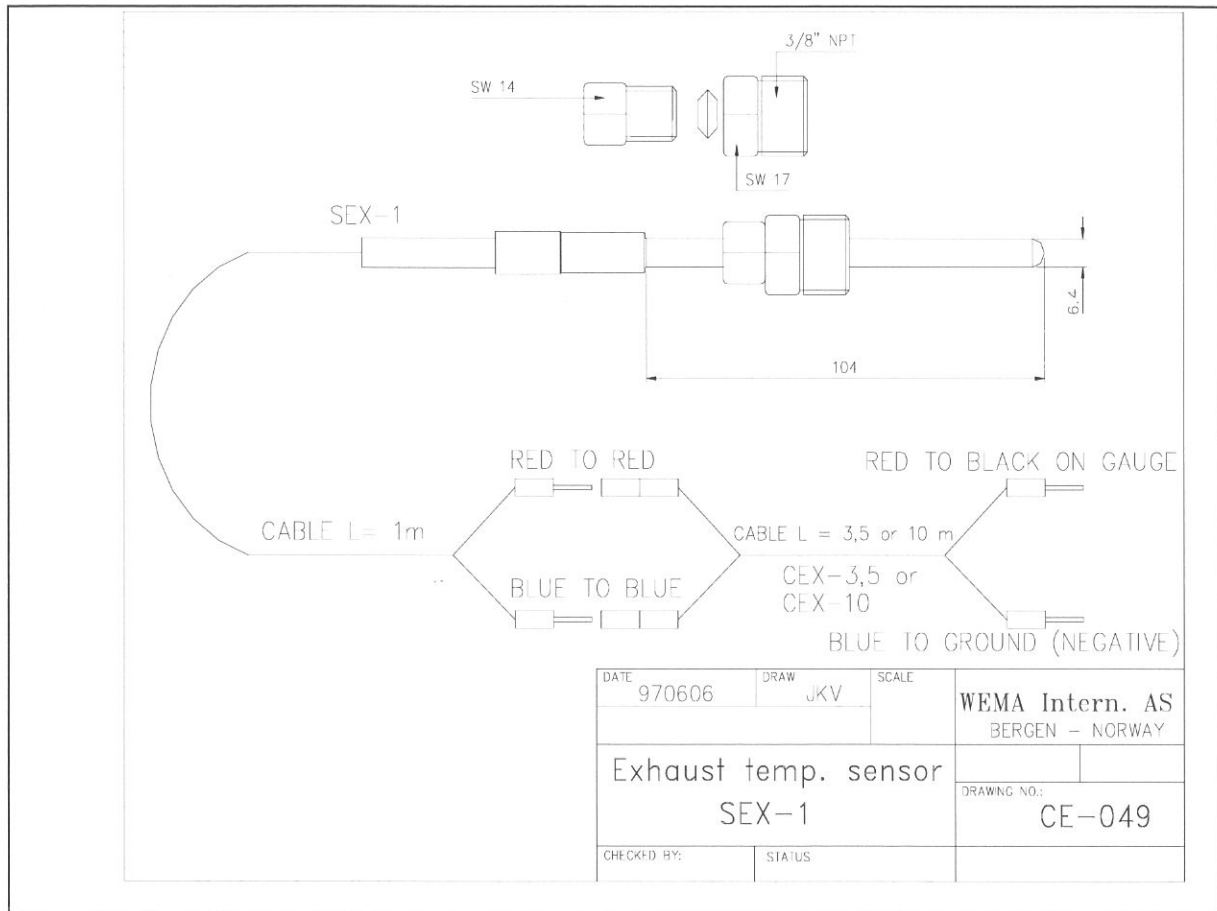 3/8" NPT
SW 14
SW 17
SEX-1
6.4
104
RED TO RED
RED TO BLACK ON GAUGE
CABLE L= 1m
CABLE L = 3,5 or 10 m
CEX-3,5 or
CEX-10
BLUE TO BLUE
BLUE TO GROUND (NEGATIVE)
DATE
970606
DRAW
JKV
SCALE
WEMA Intern. AS
BERGEN - NORWAY
Exhaust temp. sensor
SEX-1
DRAWING NO.:
CE-049
CHECKED BY:
STATUS